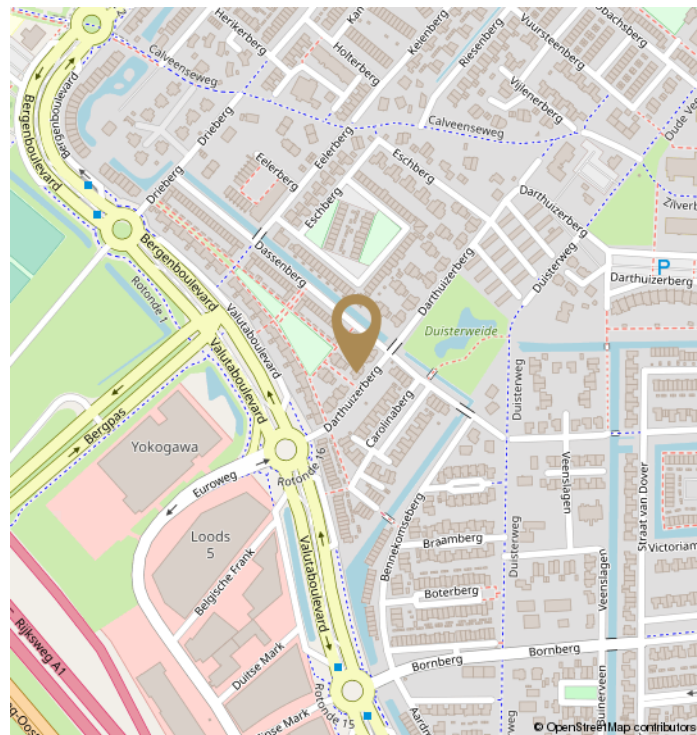 Herikerberg
Holterberg
Kelenberg
Riesenberg
Vuursteenberg
Vijlenerberg
Calveenseweg
Calveenseweg
Bergenboulevard
Bergenboulevard
Drieberg
Eelerberg
Eelerberg
Eschberg
Darthuizerberg
Drieberg
Eschberg
Duisterweg
P
Darthuizerberg
Bergenboulevard
Dassenberg
Darthuizerberg
Rotonde 1
Valutaboulevard
Valutaboulevard
Duisterweide
Bergpas
Darthuizerberg
Carolinaberg
Duisterweg
Yokogawa
Euroweg
Rotonde 16
Veenslagen
Straat van Dover
Loods
5
Valutaboulevard
Bennekomseberg
Braamberg
Duisterweg
Victoriam
Belgische Frank
Boterberg
Veenslagen
Rijksweg A1
Duitse Mark
Bornberg
Bornberg
Rotonde 15
© OpenStreetMap contributors